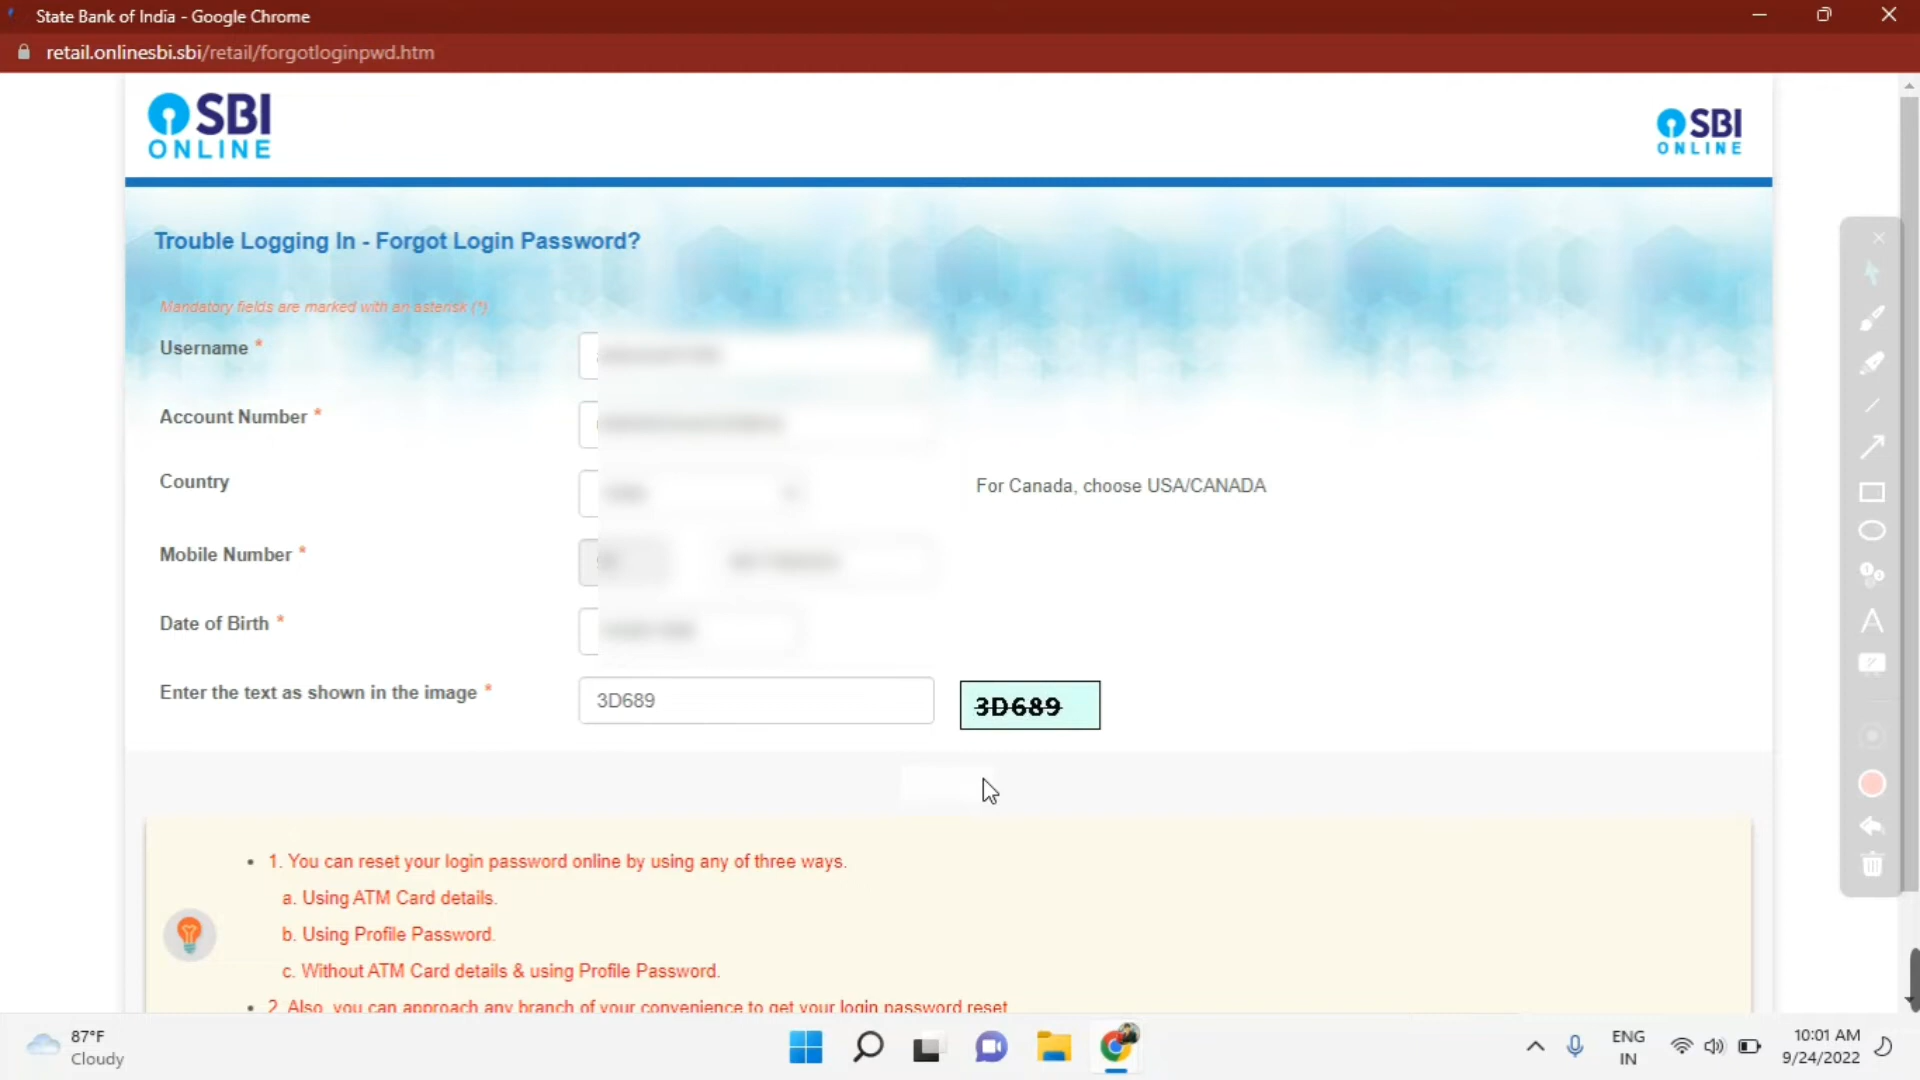 State Bank of India - Google Chrome
retail.onlinesbi.sbi/retail/forgotloginpwd.htm
SBI
ONLINE
SBI
ONLINE
Trouble Logging In - Forgot Login Password?
Mandatory fields are marked with an asterisk (*)
Username *
Account Number *
Country
For Canada, choose USA/CANADA
Mobile Number *
Date of Birth *
Enter the text as shown in the image *
3D689
3D689
• 1. You can reset your login password online by using any of three ways.
a. Using ATM Card details.
b. Using Profile Password.
c. Without ATM Card details & using Profile Password.
• 2. Also, you can approach any branch of your convenience to get your login password reset
87°F
Cloudy
ENG
IN
10:01 AM
9/24/2022